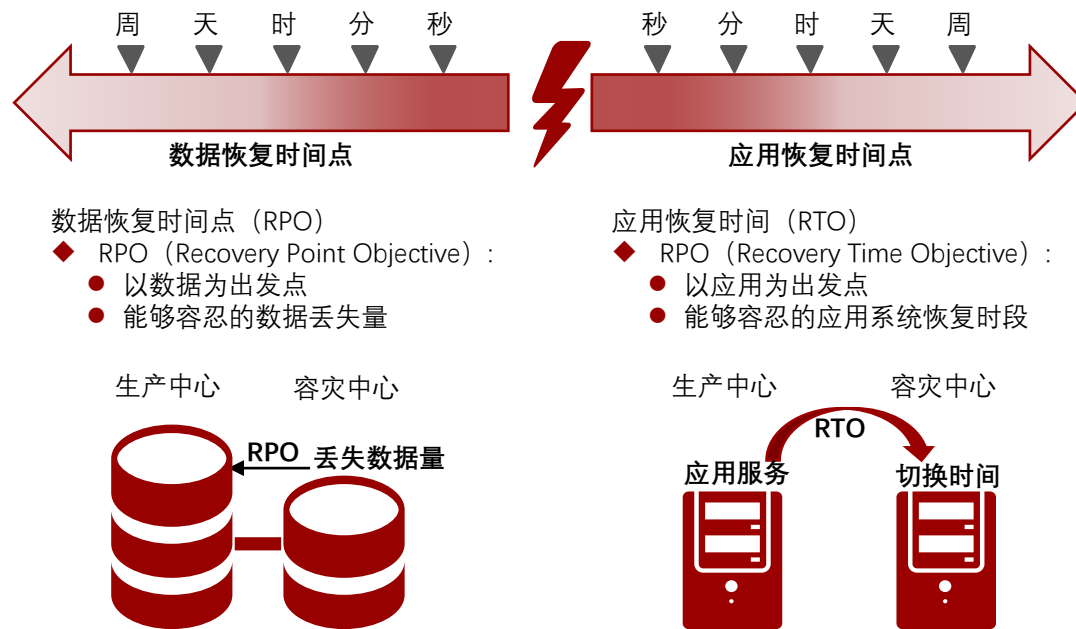 周 天 时 分 秒
秒 分 时 天 周
数据恢复时间点
应用恢复时间点
数据恢复时间点（RPO）
RPO（Recovery Point Objective）:
以数据为出发点
能够容忍的数据丢失量
应用恢复时间（RTO）
RPO（Recovery Time Objective）:
以应用为出发点
能够容忍的应用系统恢复时段
生产中心 容灾中心
RPO 丢失数据量
生产中心 容灾中心
RTO
应用服务 切换时间